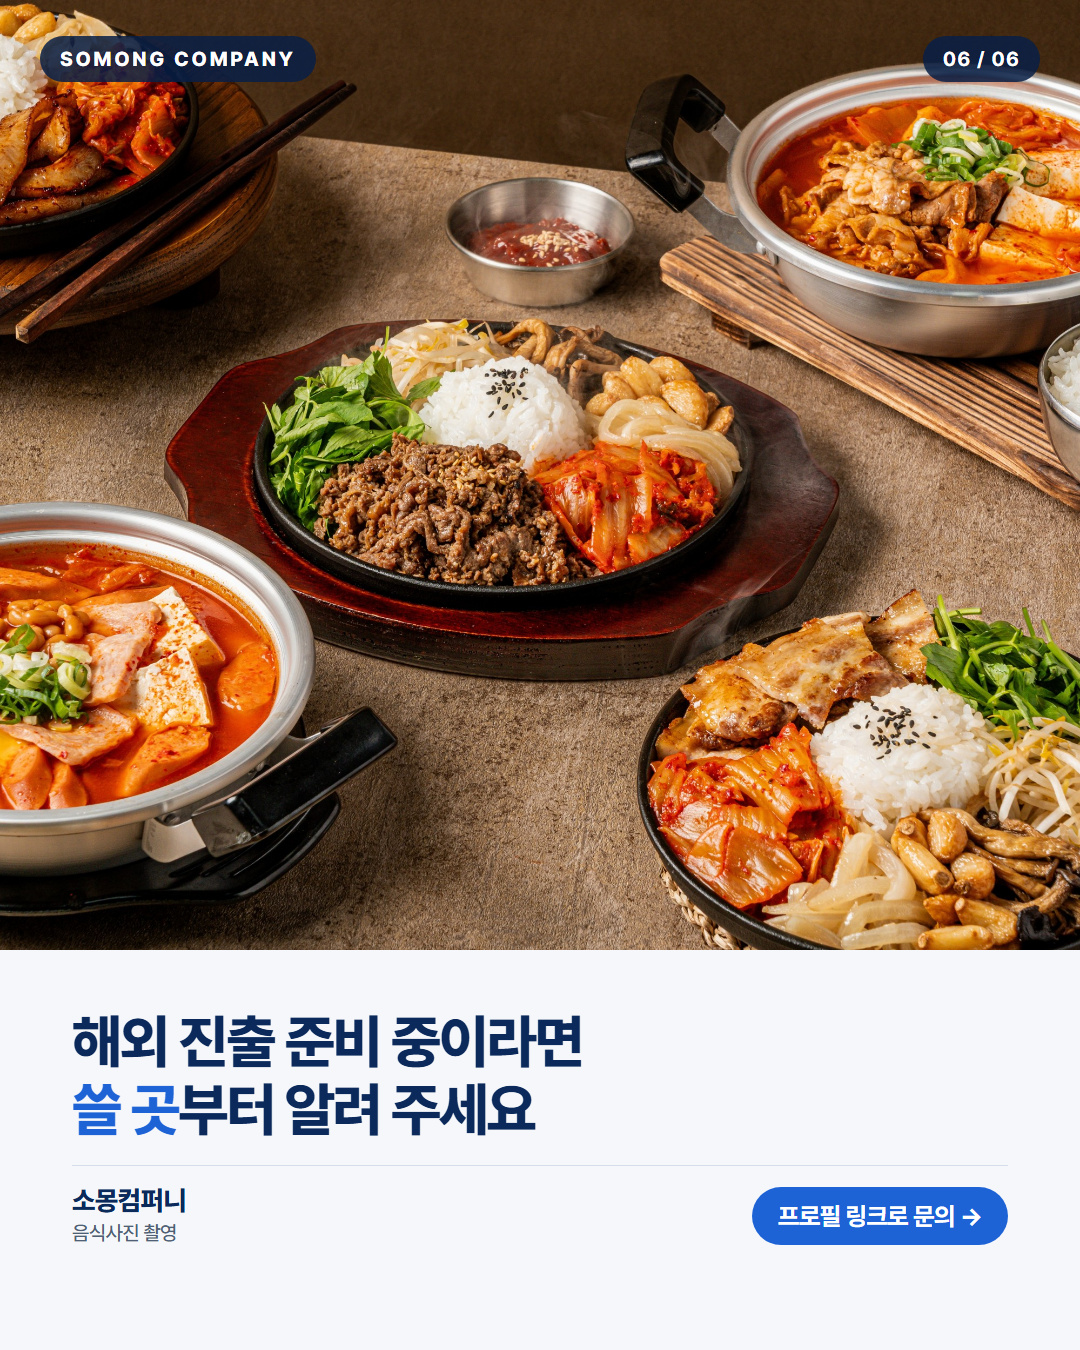 SOMONG COMPANY
06 / 06
해외 진출 준비 중이라면
쓸 곳부터 알려 주세요
소몽컴퍼니
음식사진 촬영
프로필 링크로 문의 →